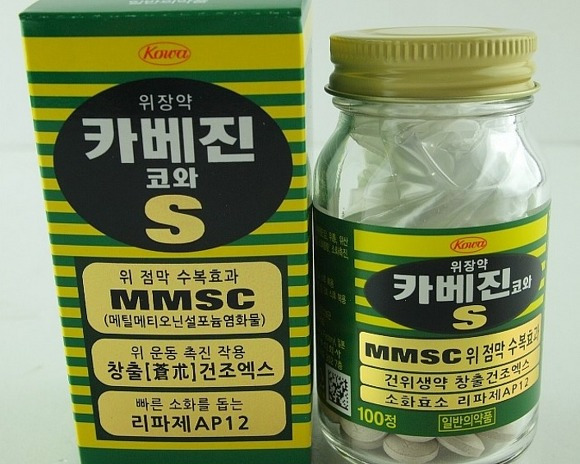 일반의약품
Kowa
위장약
카베진
코와
S
위 점막 수복효과
MMSC
(메틸메티오닌설포늄염화물)
위 운동 촉진 작용
창출[蒼朮]건조엑스
빠른 소화를 돕는
리파제AP12
Kowa
위장약
카베진코와
S
MMSC 위 점막 수복효과
건위생약 창출건조엑스
소화효소 리파제AP12
100정
일반의약품